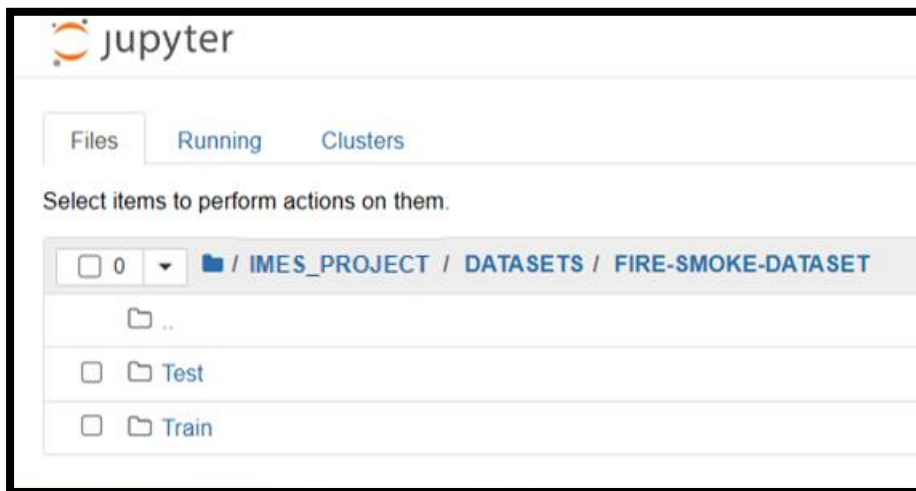 jupyter
Files Running Clusters
Select items to perform actions on them.
0 / IMES_PROJECT / DATASETS / FIRE-SMOKE-DATASET
..
Test
Train